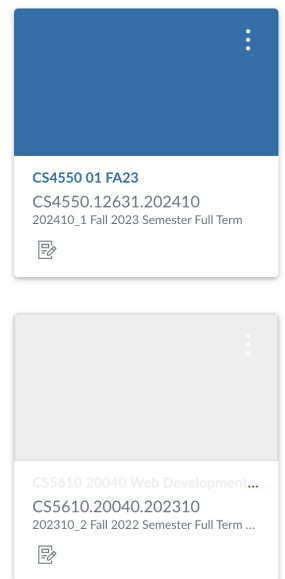 CS4550 01 FA23
CS4550.12631.202410
202410_1 Fall 2023 Semester Full Term
CS5610 20040 Web Development...
CS5610.20040.202310
202310_2 Fall 2022 Semester Full Term ...